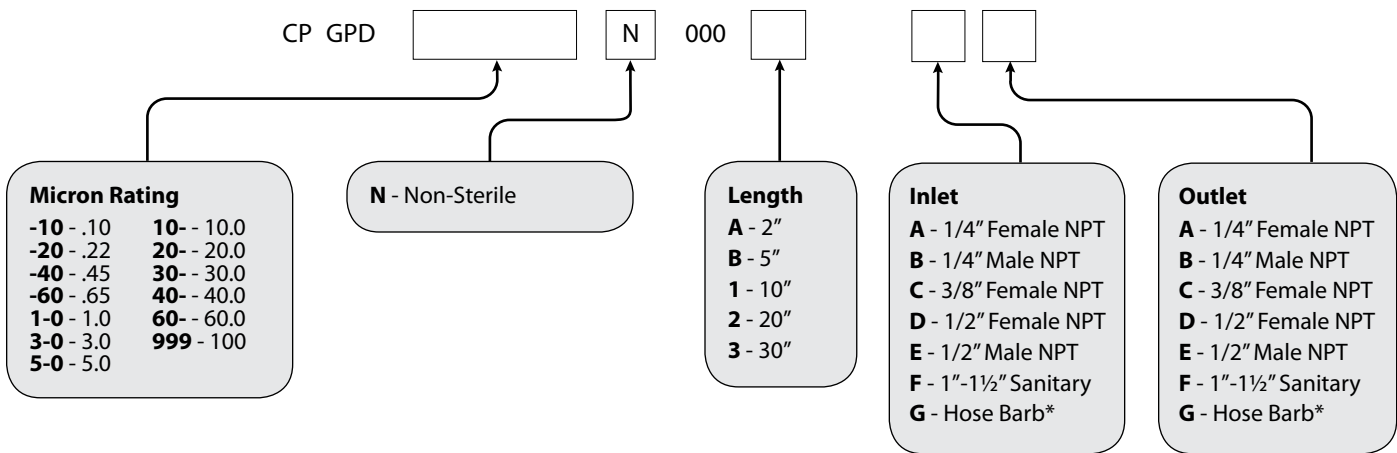 CP GPD N 000
Micron Rating
-10 - .10 10- - 10.0
-20 - .22 20- - 20.0
-40 - .45 30- - 30.0
-60 - .65 40- - 40.0
1-0 - 1.0 60- - 60.0
3-0 - 3.0 999 - 100
5-0 - 5.0
N - Non-Sterile
Length
A - 2”
B - 5”
1 - 10”
2 - 20”
3 - 30”
Inlet
A - 1/4” Female NPT
B - 1/4” Male NPT
C - 3/8” Female NPT
D - 1/2” Female NPT
E - 1/2” Male NPT
F - 1”-1½” Sanitary
G - Hose Barb*
Outlet
A - 1/4” Female NPT
B - 1/4” Male NPT
C - 3/8” Female NPT
D - 1/2” Female NPT
E - 1/2” Male NPT
F - 1”-1½” Sanitary
G - Hose Barb*